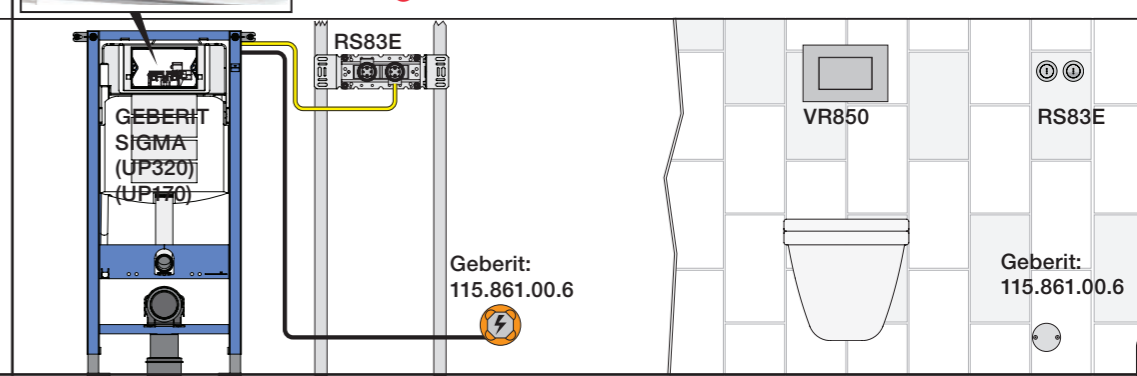 RS83E
GEBERIT
SIGMA
(UP320)
(UP170)
Geberit:
115.861.00.6
VR850
RS83E
Geberit:
115.861.00.6